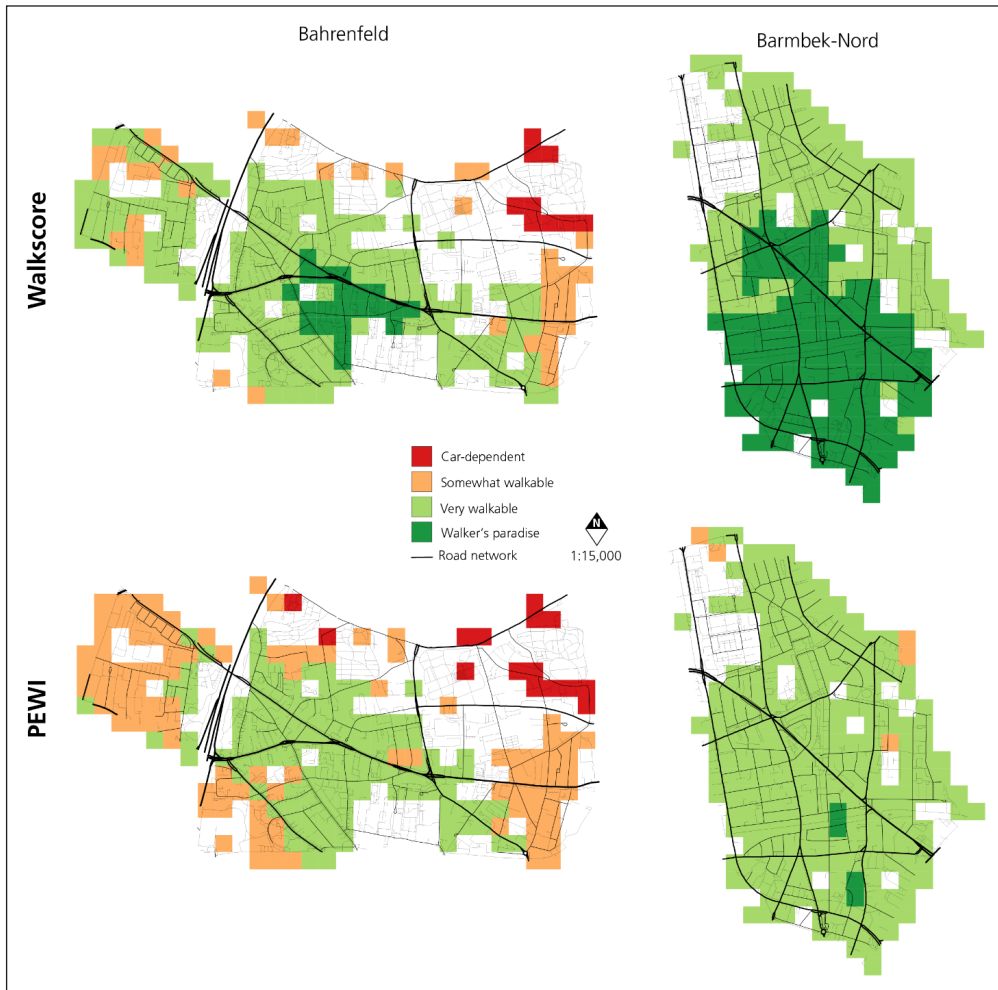 Bahrenfeld
Barmbek-Nord
Walkscore
Car-dependent
Somewhat walkable
Very walkable
Walker's paradise
Road network
N
1:15,000
PEWI